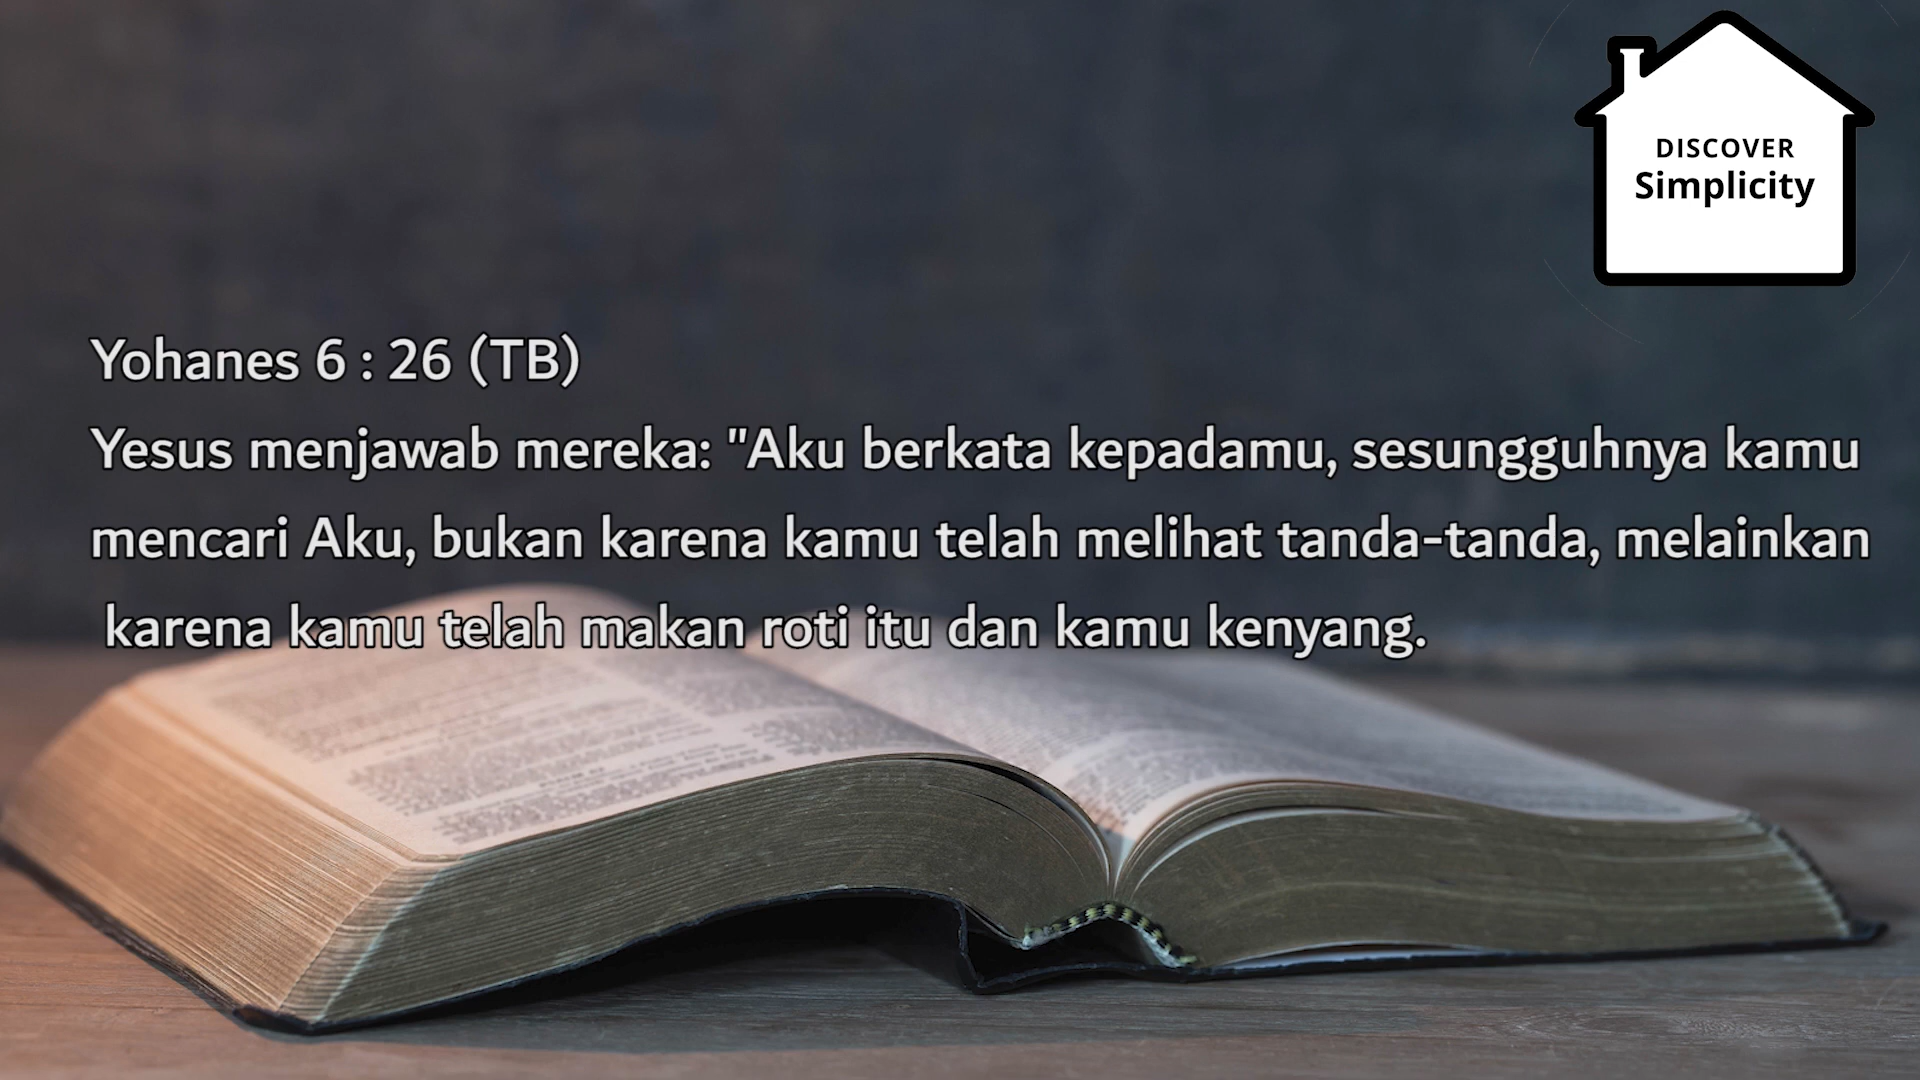 DISCOVER
Simplicity
Yohanes 6 : 26 (TB)
Yesus menjawab mereka: "Aku berkata kepadamu, sesungguhnya kamu
mencari Aku, bukan karena kamu telah melihat tanda-tanda, melainkan
karena kamu telah makan roti itu dan kamu kenyang.